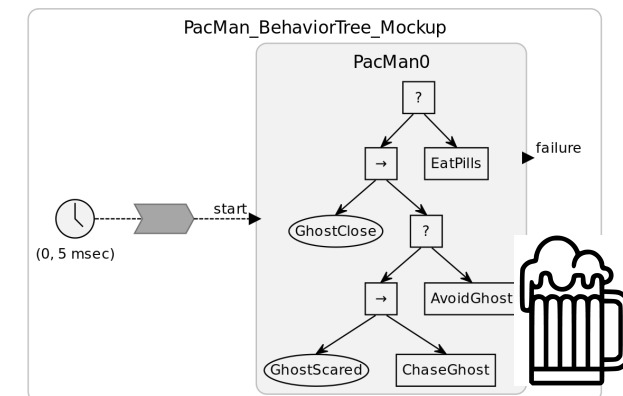 PacMan_BehaviorTree_Mockup
PacMan0
?
→
EatPills
failure
start
GhostClose
?
(0, 5 msec)
→
AvoidGhost
GhostScared
ChaseGhost